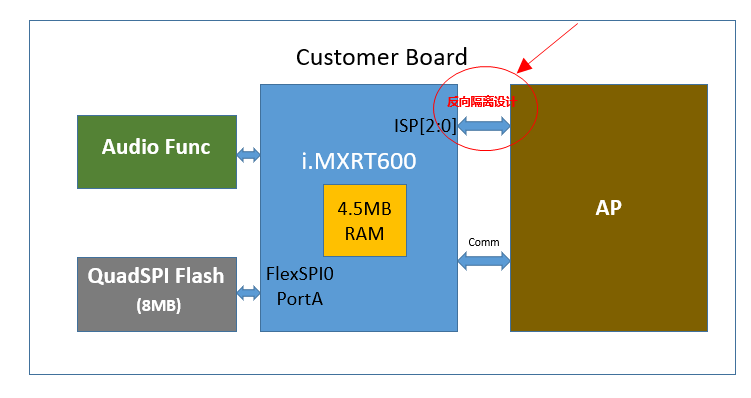 Customer Board
反向隔离设计
ISP[2:0]
Audio Func
i.MXRT600
4.5MB
RAM
AP
Comm
QuadSPI Flash
(8MB)
FlexSPI0
PortA